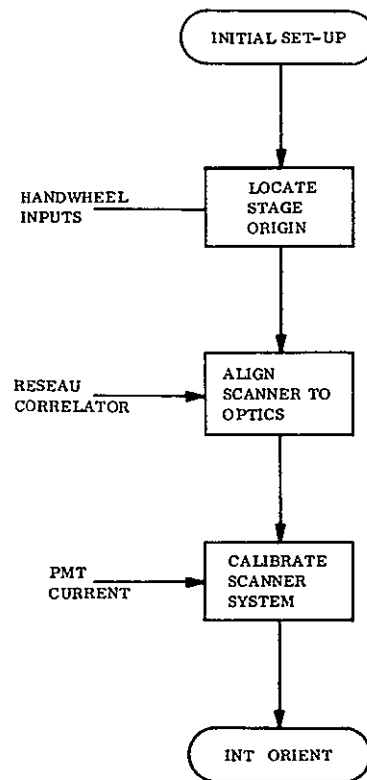 INITIAL SET-UP
HANDWHEEL
INPUTS
LOCATE
STAGE
ORIGIN
RESEAU
CORRELATOR
ALIGN
SCANNER TO
OPTICS
PMT
CURRENT
CALIBRATE
SCANNER
SYSTEM
INT ORIENT